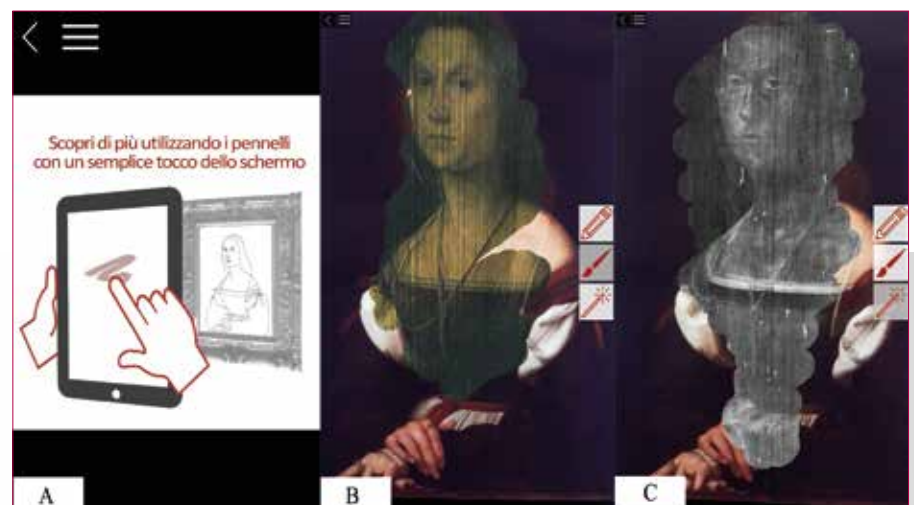 Scopri di più utilizzando i pennelli
con un semplice tocco dello schermo
A
B
C